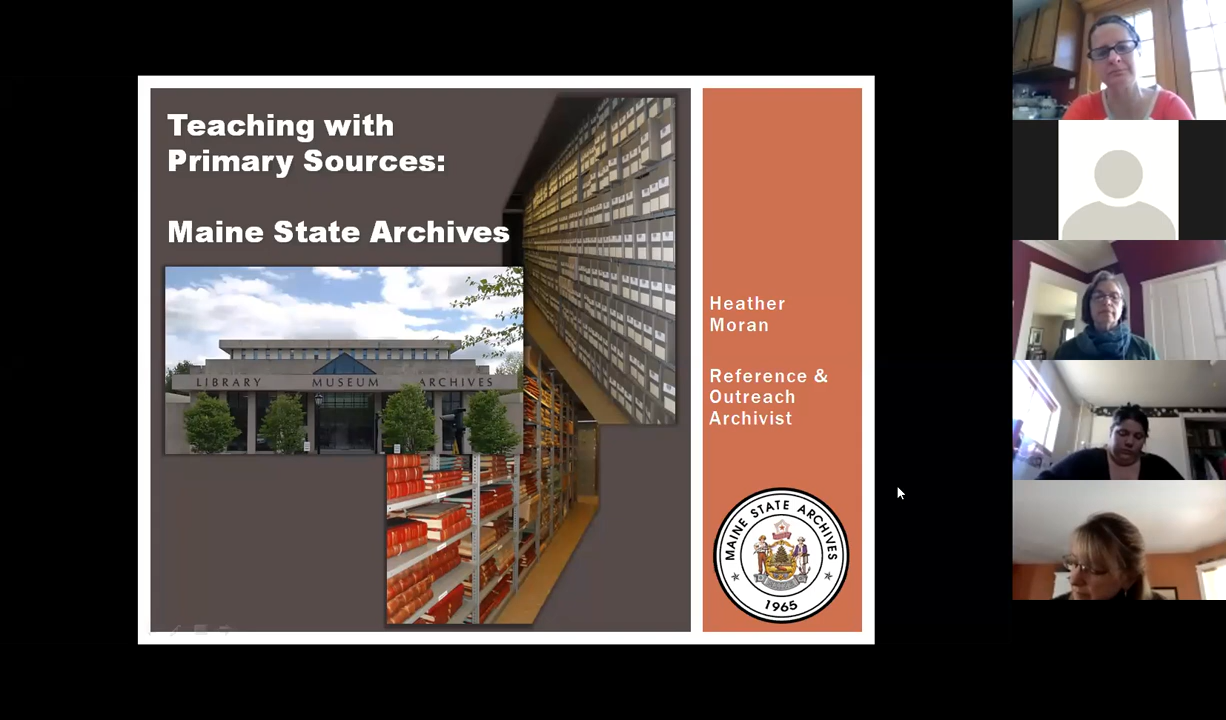 Teaching with
Primary Sources:
Maine State Archives
LIBRARY MUSEUM ARCHIVES
Heather
Moran
Reference &
Outreach
Archivist
MAINE STATE ARCHIVES
1965